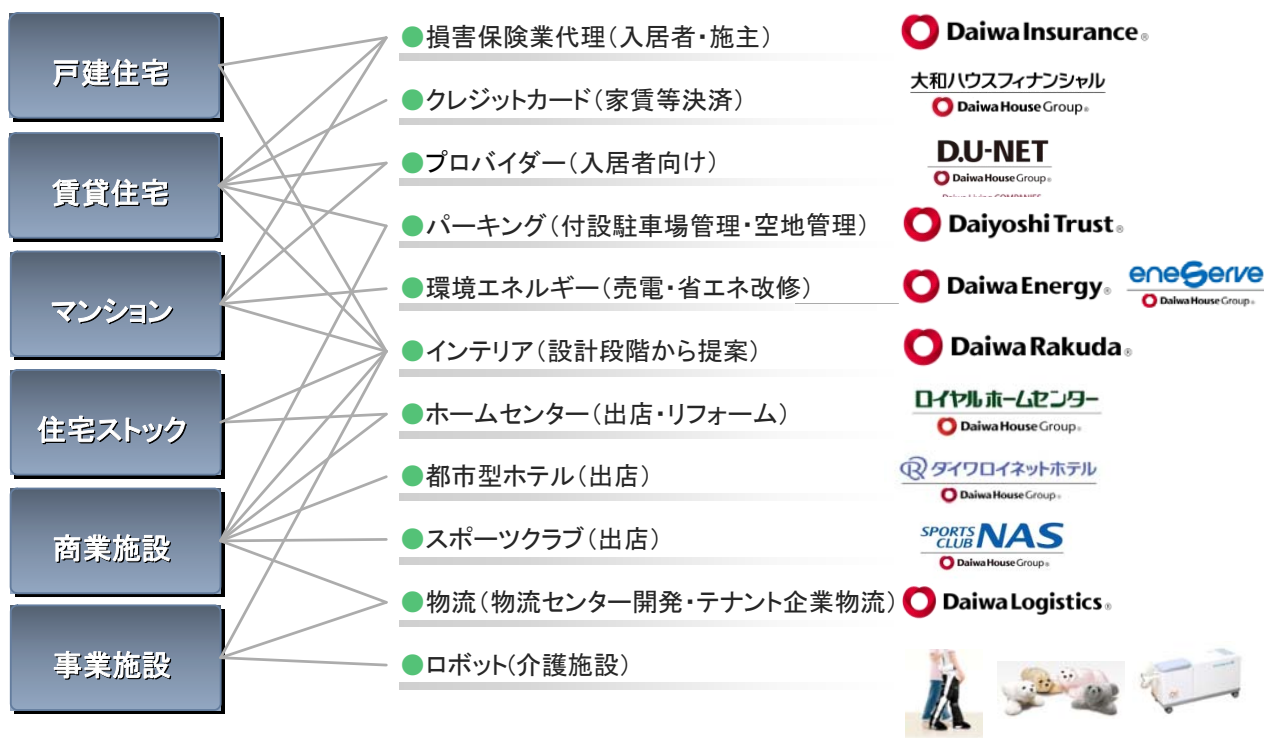 戸建住宅
賃貸住宅
マンション
住宅ストック
商業施設
事業施設
●損害保険業代理（入居者・施主）
●クレジットカード（家賃等決済）
●プロバイダー（入居者向け）
●パーキング（付設駐車場管理・空地管理）
●環境エネルギー（売電・省エネ改修）
●インテリア（設計段階から提案）
●ホームセンター（出店・リフォーム）
●都市型ホテル（出店）
●スポーツクラブ（出店）
●物流（物流センター開発・テナント企業物流）
●ロボット(介護施設）
Daiwa Insurance®
大和ハウスフィナンシャル
Daiwa House Group®
D.U-NET
Daiwa House Group®
Daiwa Living COMPANIES
Daiyoshi Trust®
Daiwa Energy®
eneServe
Daiwa House Group®
Daiwa Rakuda®
ロイヤルホームセンター
Daiwa House Group®
ダイワロイネットホテル
Daiwa House Group®
SPORTS CLUB NAS
Daiwa House Group®
Daiwa Logistics®